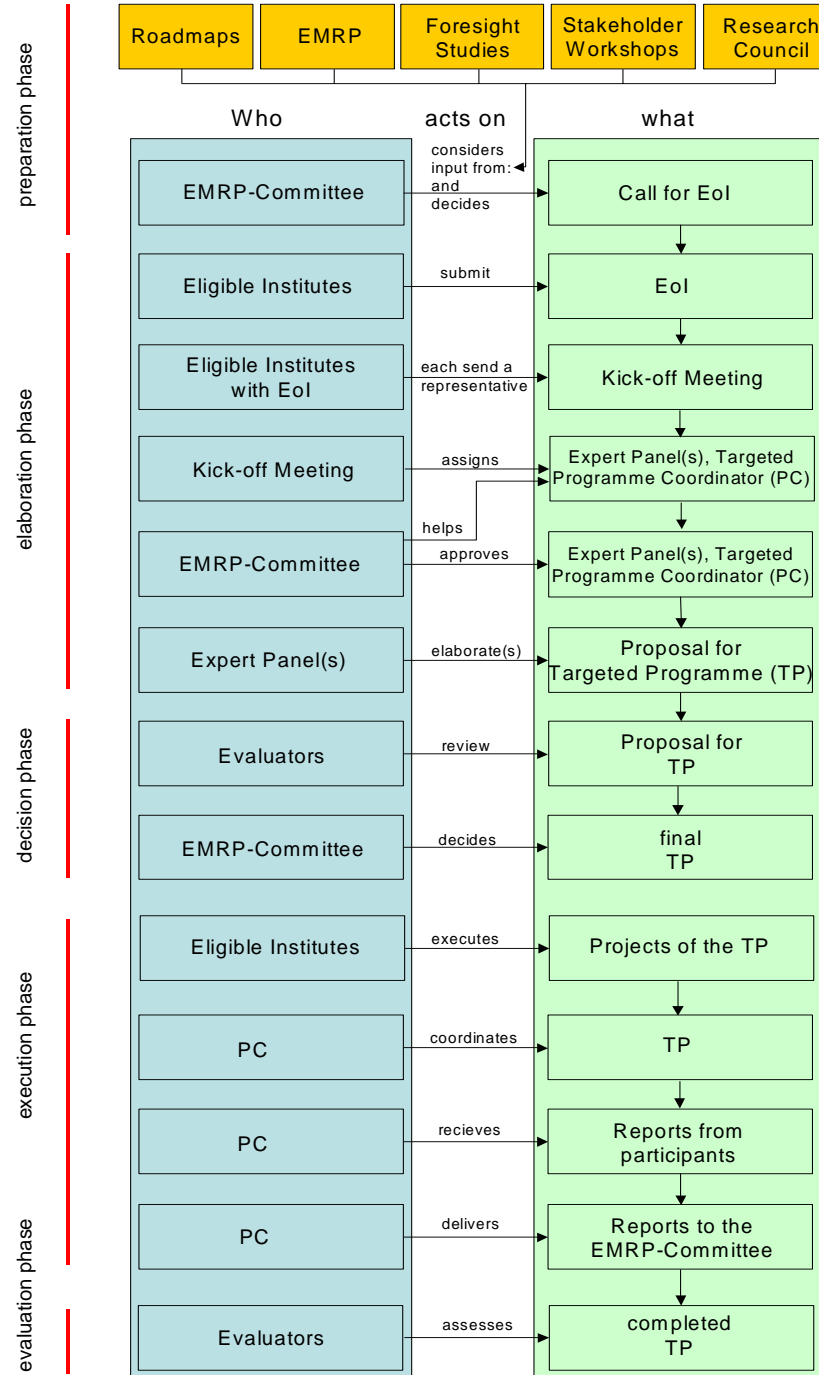 Roadmaps
EMRP
Foresight
Studies
Stakeholder
Workshops
Research
Council
preparation phase
Who
acts on
what
EMRP-Committee
considers
input from:
and
decides
Call for EoI
elaboration phase
Eligible Institutes
submit
EoI
Eligible Institutes
with EoI
each send a
representative
Kick-off Meeting
Kick-off Meeting
assigns
Expert Panel(s), Targeted
Programme Coordinator (PC)
helps
EMRP-Committee
approves
Expert Panel(s), Targeted
Programme Coordinator (PC)
Expert Panel(s)
elaborate(s)
Proposal for
Targeted Programme (TP)
decision phase
Evaluators
review
Proposal for
TP
EMRP-Committee
decides
final
TP
execution phase
Eligible Institutes
executes
Projects of the TP
PC
coordinates
TP
PC
recieves
Reports from
participants
PC
delivers
Reports to the
EMRP-Committee
evaluation phase
Evaluators
assesses
completed
TP